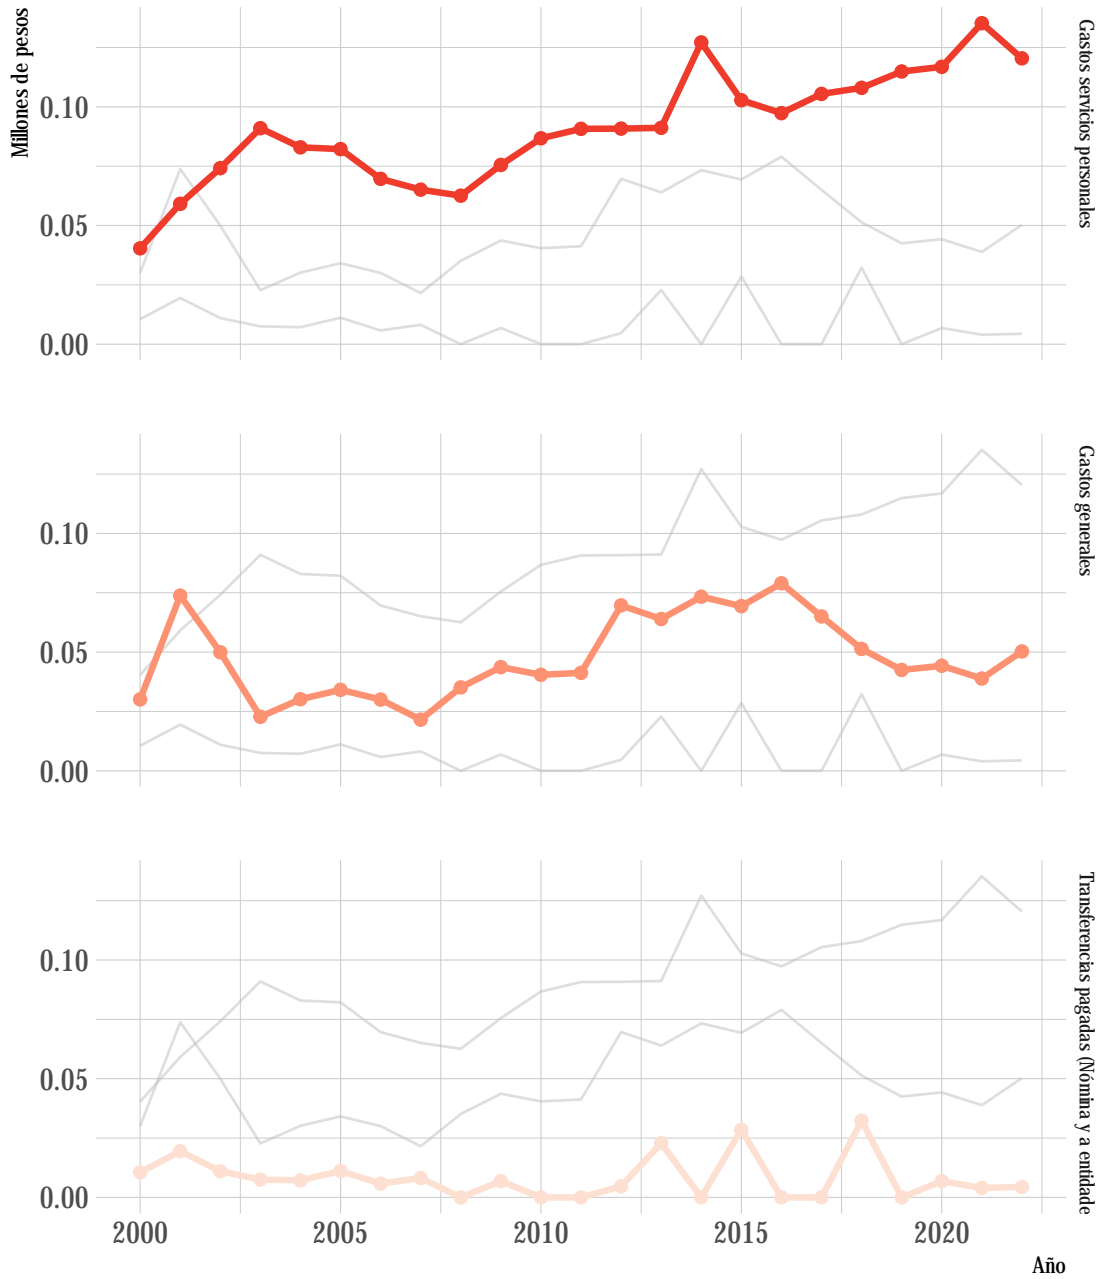 Millones de pesos
0.10
0.05
0.00
Gastos servicios personales
0.10
0.05
0.00
Gastos generales
0.10
0.05
0.00
Transferencias pagadas (Nómina y a entidade
2000 2005 2010 2015 2020
Año